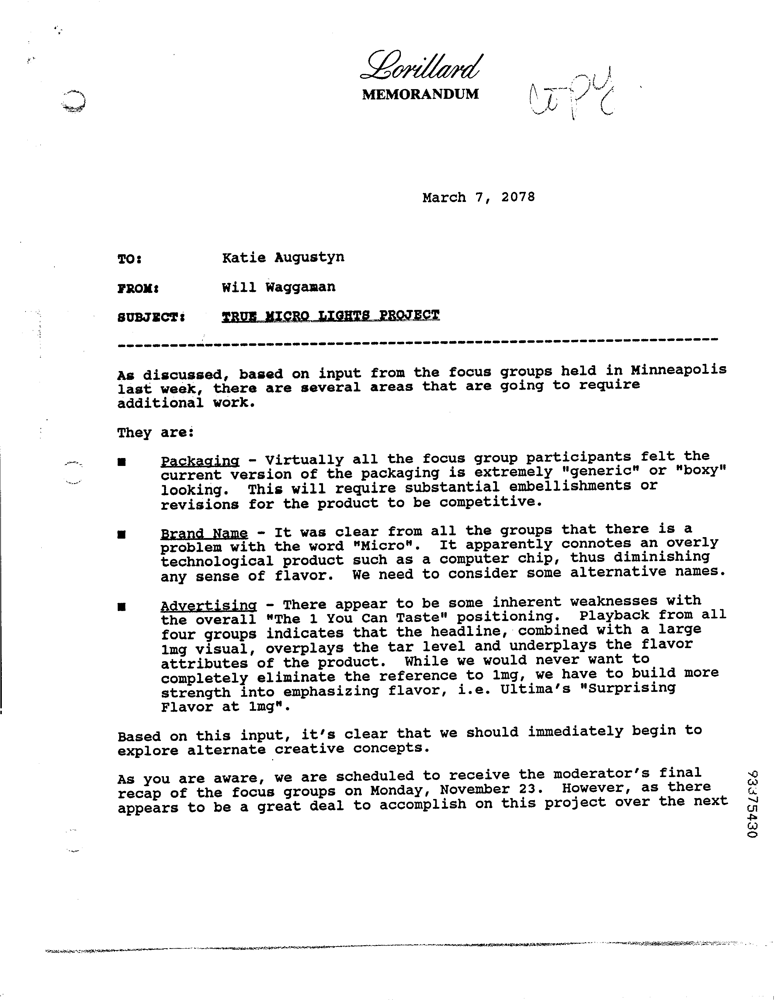 Lorillard
MEMORANDUM
COPY
March 7, 2078
TO: Katie Augustyn
FROM: Will Waggaman
SUBJECT: TRUE MICRO LIGHTS PROJECT
As discussed, based on input from the focus groups held in Minneapolis
last week, there are several areas that are going to require
additional work.
They are:
■ Packaging - Virtually all the focus group participants felt the
current version of the packaging is extremely "generic" or "boxy"
looking. This will require substantial embellishments or
revisions for the product to be competitive.
■ Brand Name - It was clear from all the groups that there is a
problem with the word "Micro". It apparently connotes an overly
technological product such as a computer chip, thus diminishing
any sense of flavor. We need to consider some alternative names.
■ Advertising - There appear to be some inherent weaknesses with
the overall "The 1 You Can Taste" positioning. Playback from all
four groups indicates that the headline, combined with a large
1mg visual, overplays the tar level and underplays the flavor
attributes of the product. While we would never want to
completely eliminate the reference to 1mg, we have to build more
strength into emphasizing flavor, i.e. Ultima's "Surprising
Flavor at 1mg".
Based on this input, it's clear that we should immediately begin to
explore alternate creative concepts.
As you are aware, we are scheduled to receive the moderator's final
recap of the focus groups on Monday, November 23. However, as there
appears to be a great deal to accomplish on this project over the next
93375430